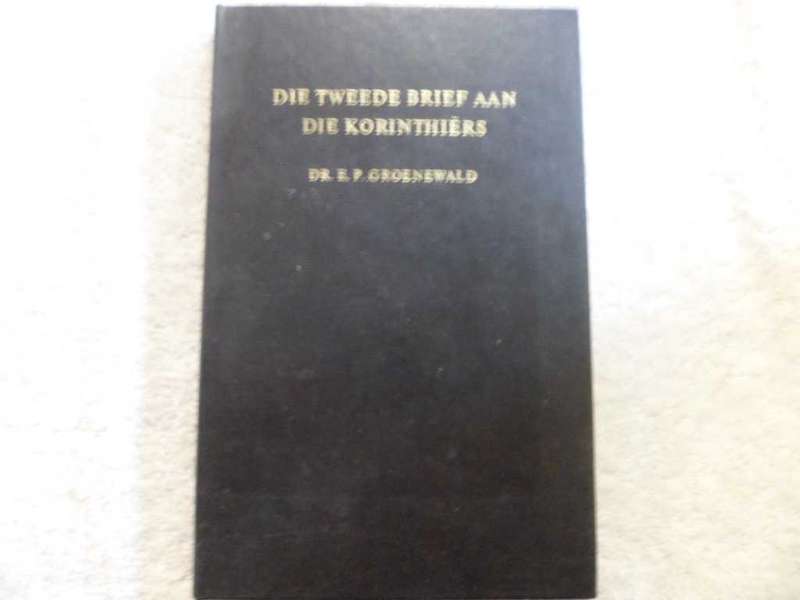 DIE TWEEDE BRIEF AAN
DIE KORINTHIËRS
DR. E. P. GROENEWALD